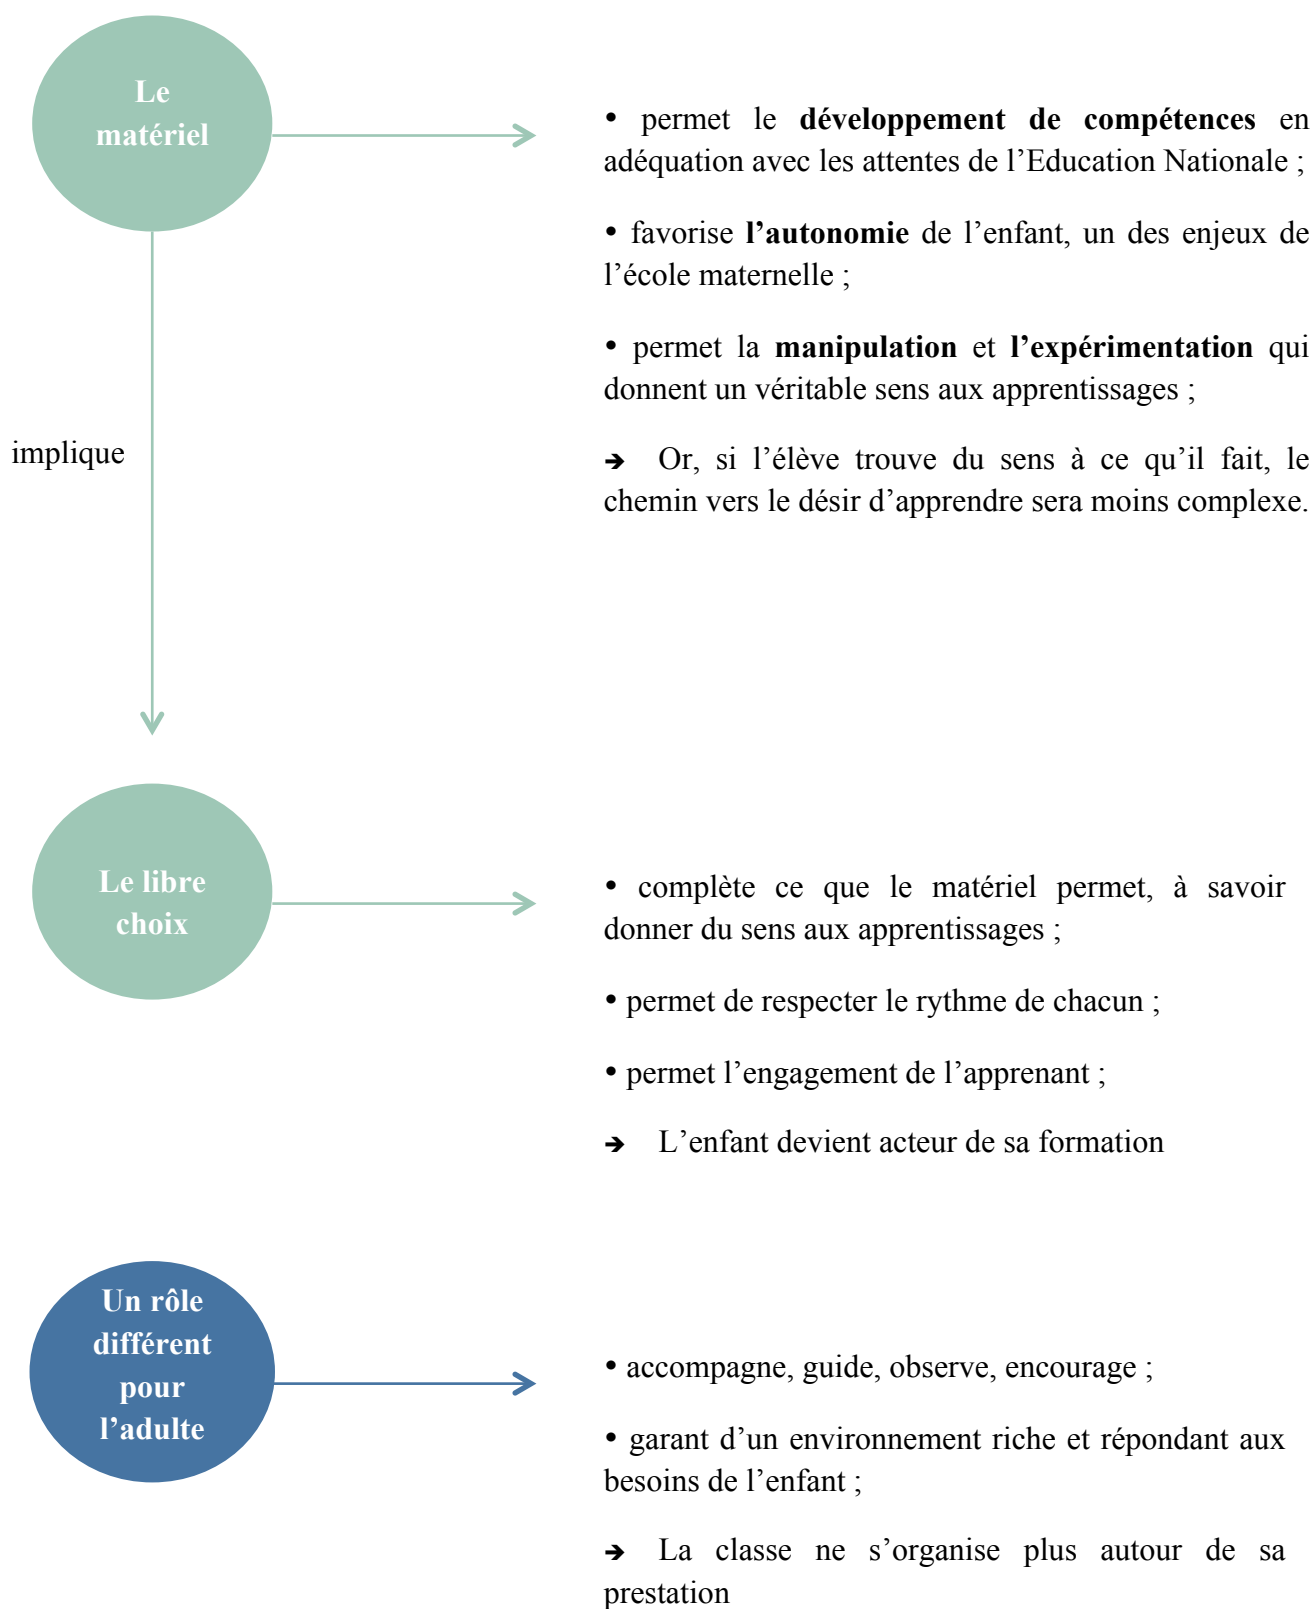 Le
matériel
• permet le développement de compétences en
adéquation avec les attentes de l’Education Nationale ;
• favorise l’autonomie de l’enfant, un des enjeux de
l’école maternelle ;
• permet la manipulation et l’expérimentation qui
donnent un véritable sens aux apprentissages ;
➔ Or, si l’élève trouve du sens à ce qu’il fait, le
chemin vers le désir d’apprendre sera moins complexe.
implique
Le libre
choix
• complète ce que le matériel permet, à savoir
donner du sens aux apprentissages ;
• permet de respecter le rythme de chacun ;
• permet l’engagement de l’apprenant ;
➔ L’enfant devient acteur de sa formation
Un rôle
différent
pour
l’adulte
• accompagne, guide, observe, encourage ;
• garant d’un environnement riche et répondant aux
besoins de l’enfant ;
➔ La classe ne s’organise plus autour de sa
prestation